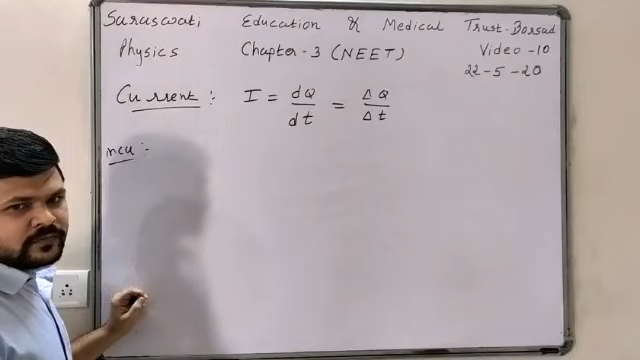 Saraswati Education & Medical Trust-Borsad
Physics Chapter-3 (NEET) Video-10
22-5-20
Current :- I = dQ/dt = ΔQ/Δt
mcq :-